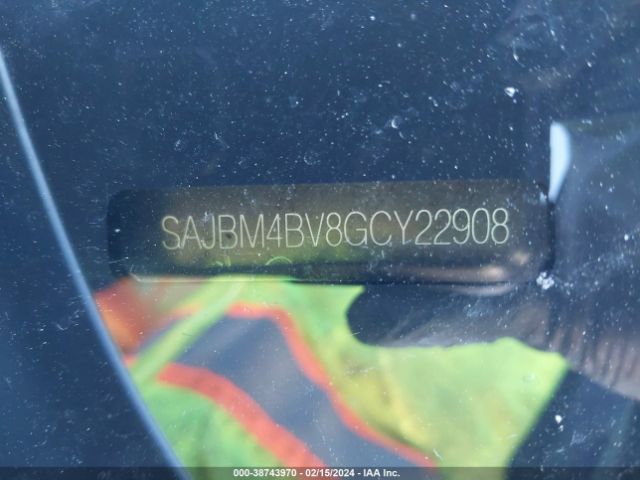 SAJBM4BV8GCY22908
000-38743970 - 02/15/2024 - IAA Inc.